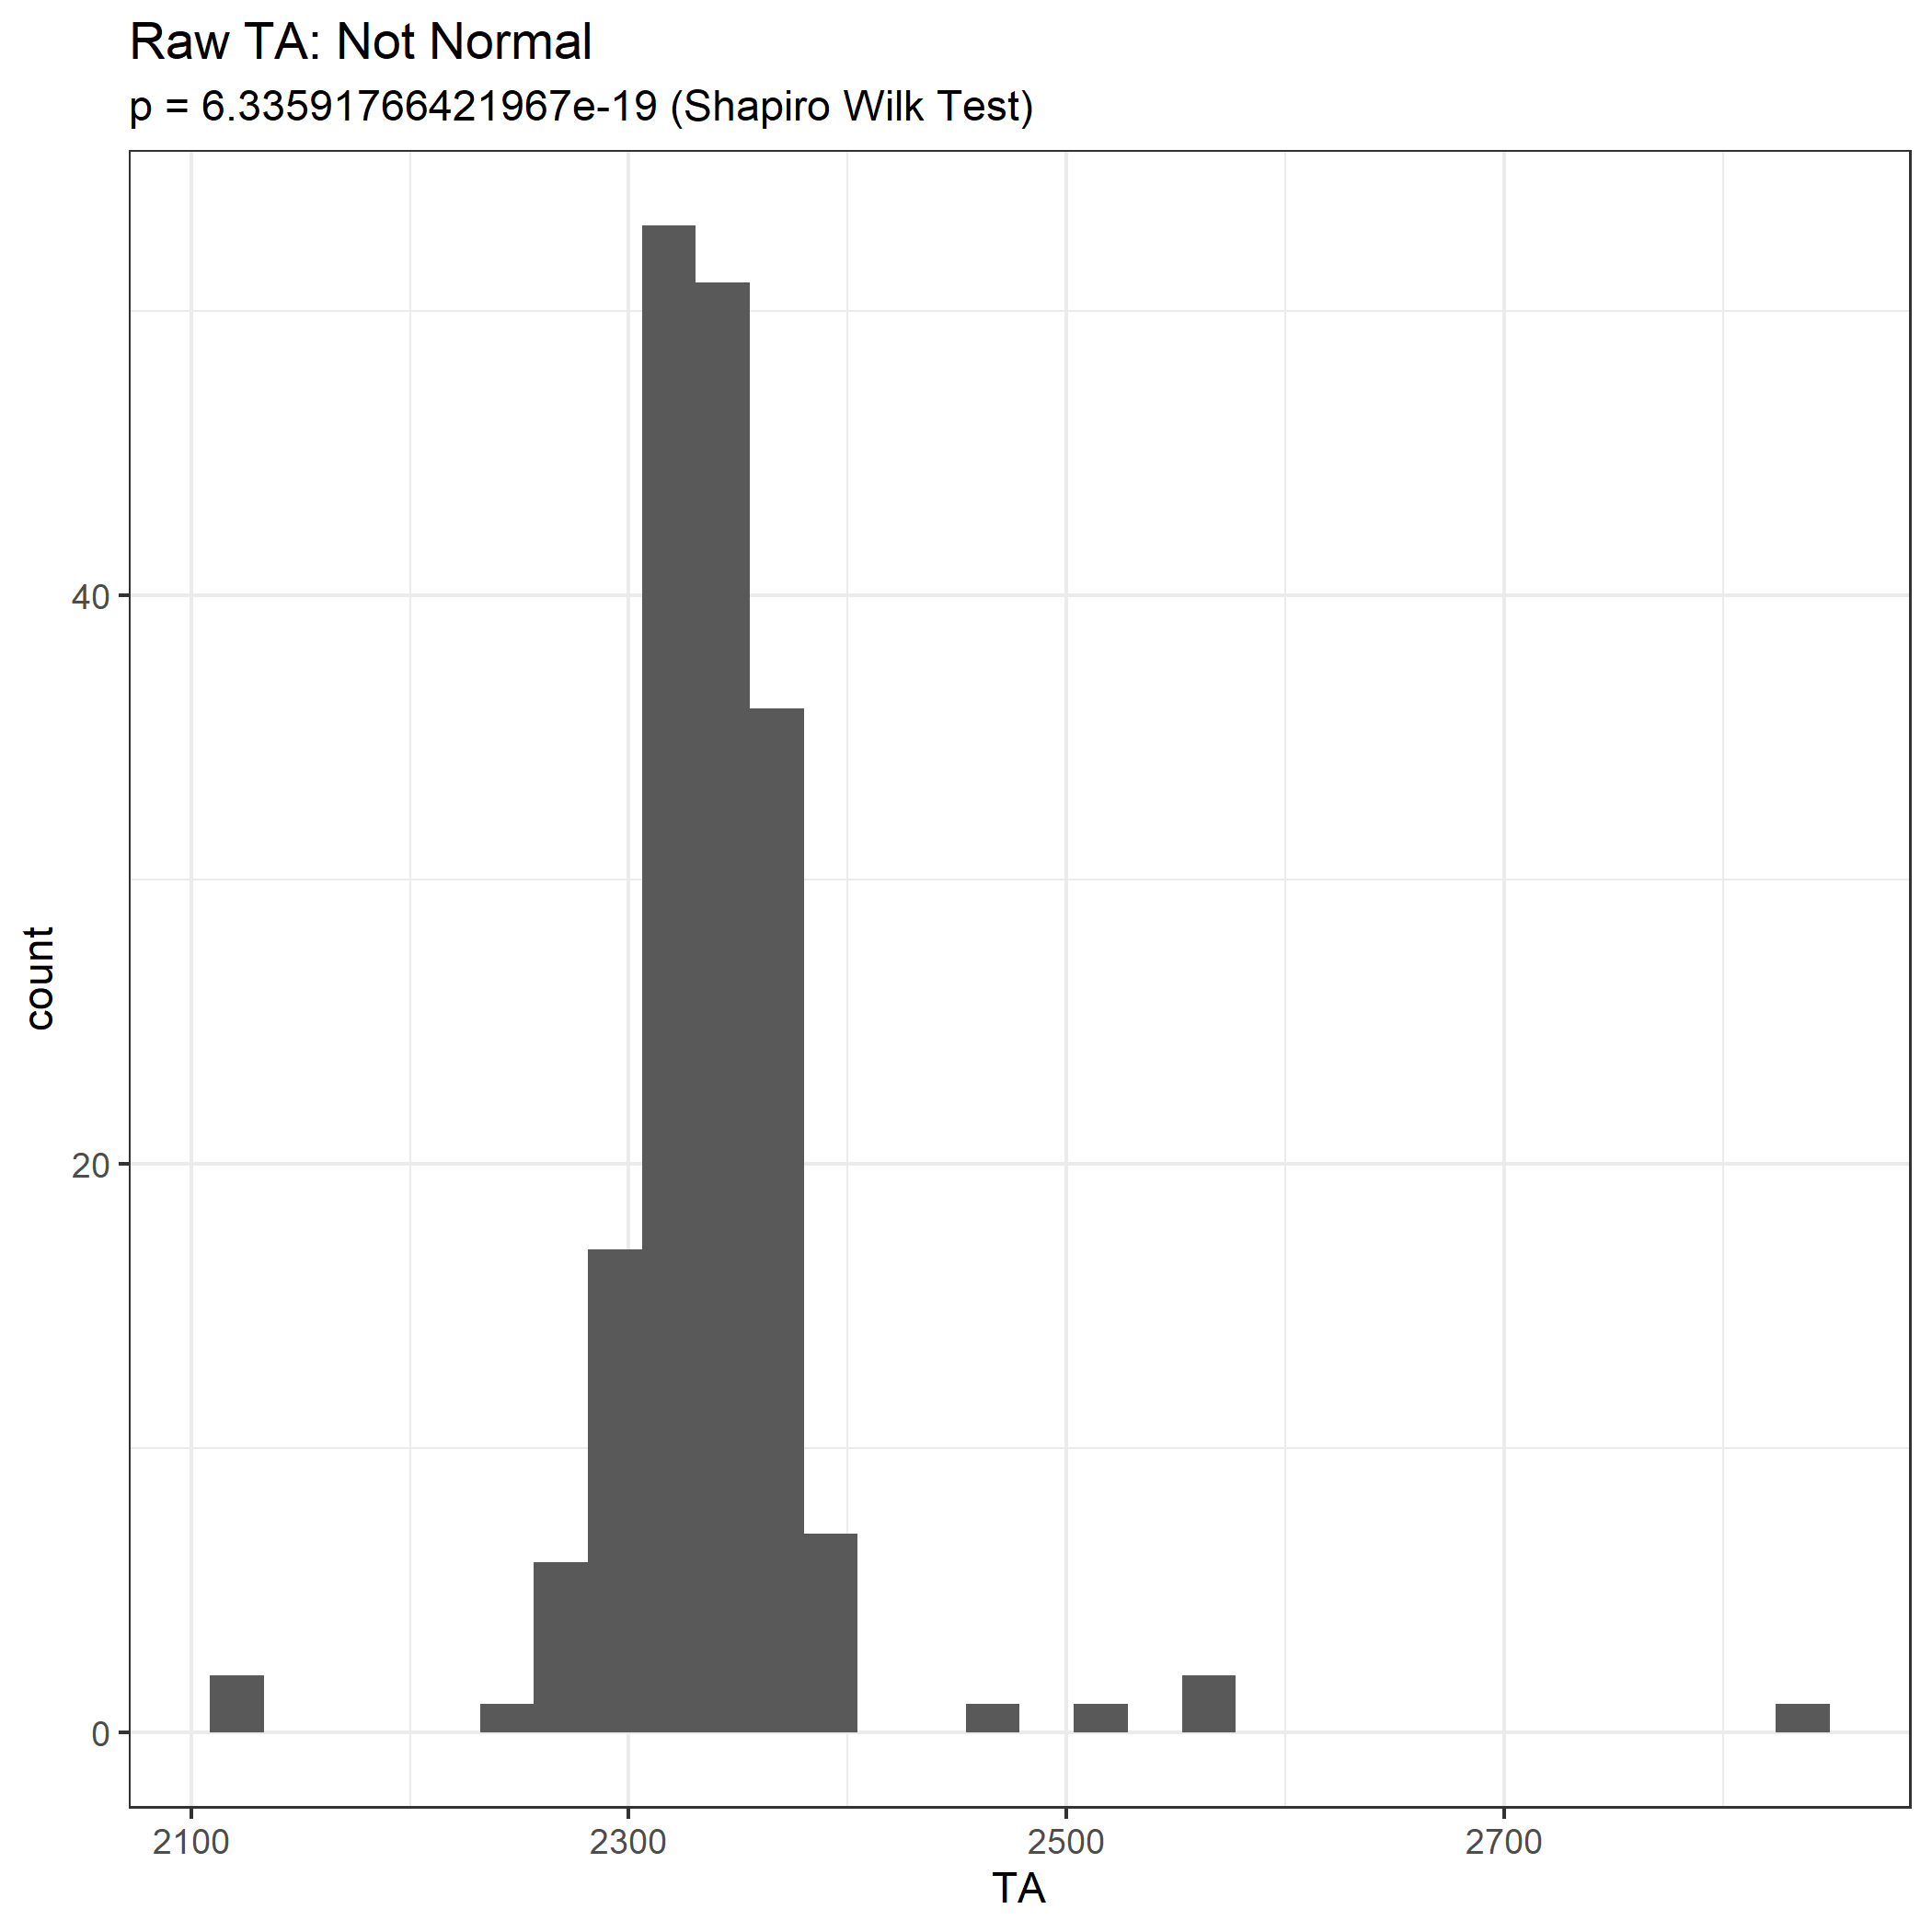 Raw TA: Not Normal
p = 6.33591766421967e-19 (Shapiro Wilk Test)
count
40
20
0
2100 2300 2500 2700
TA